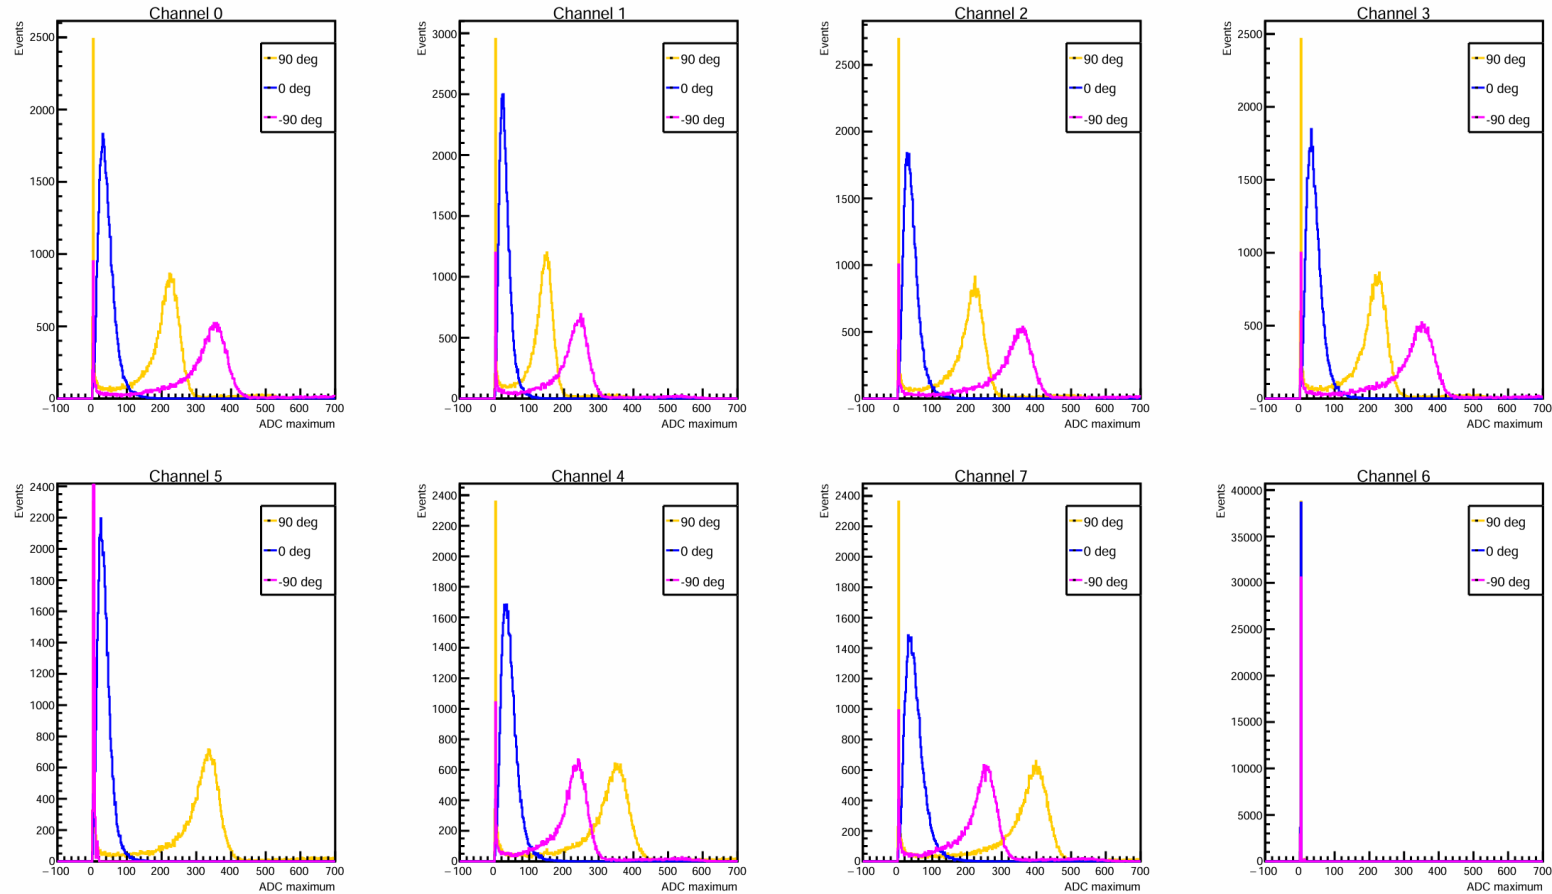 Channel 0
Events
2500
2000
1500
1000
500
0
−100 0 100 200 300 400 500 600 700
ADC maximum
90 deg
0 deg
-90 deg
Channel 1
Events
3000
2500
2000
1500
1000
500
0
−100 0 100 200 300 400 500 600 700
ADC maximum
90 deg
0 deg
-90 deg
Channel 2
Events
2500
2000
1500
1000
500
0
−100 0 100 200 300 400 500 600 700
ADC maximum
90 deg
0 deg
-90 deg
Channel 3
Events
2500
2000
1500
1000
500
0
−100 0 100 200 300 400 500 600 700
ADC maximum
90 deg
0 deg
-90 deg
Channel 5
Events
2400
2200
2000
1800
1600
1400
1200
1000
800
600
400
200
0
−100 0 100 200 300 400 500 600 700
ADC maximum
90 deg
0 deg
-90 deg
Channel 4
Events
2400
2200
2000
1800
1600
1400
1200
1000
800
600
400
200
0
−100 0 100 200 300 400 500 600 700
ADC maximum
90 deg
0 deg
-90 deg
Channel 7
Events
2400
2200
2000
1800
1600
1400
1200
1000
800
600
400
200
0
−100 0 100 200 300 400 500 600 700
ADC maximum
90 deg
0 deg
-90 deg
Channel 6
Events
40000
35000
30000
25000
20000
15000
10000
5000
0
−100 0 100 200 300 400 500 600 700
ADC maximum
90 deg
0 deg
-90 deg